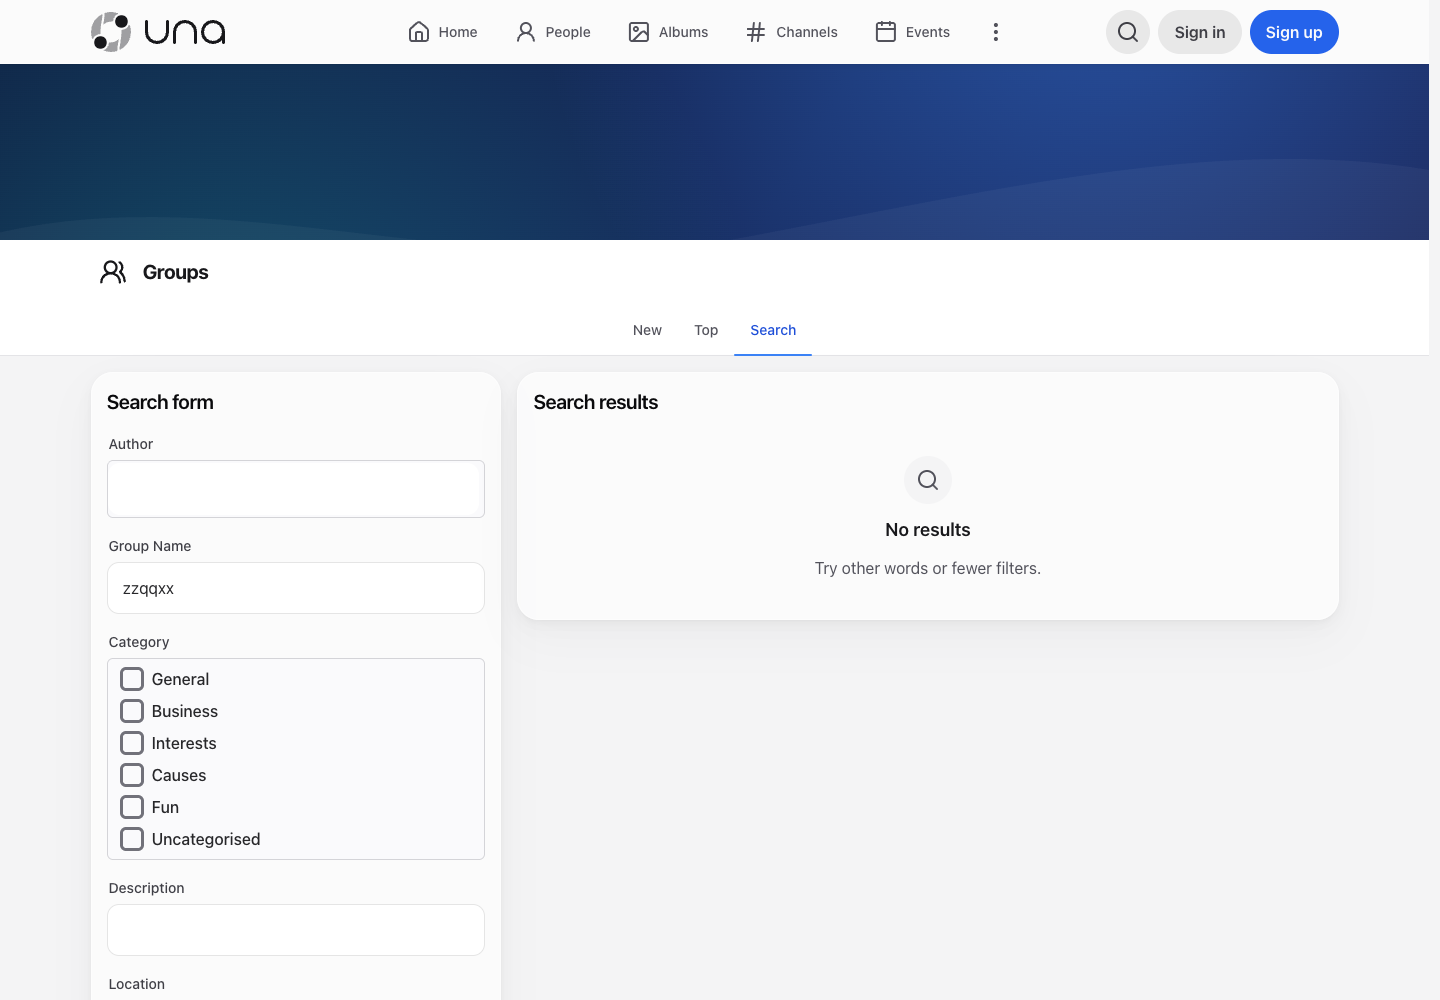 una
Home
People
Albums
Channels
Events
Sign in
Sign up
Groups
New
Top
Search
Search form
Author
Group Name
zzqqxx
Category
General
Business
Interests
Causes
Fun
Uncategorised
Description
Location
Search results
No results
Try other words or fewer filters.